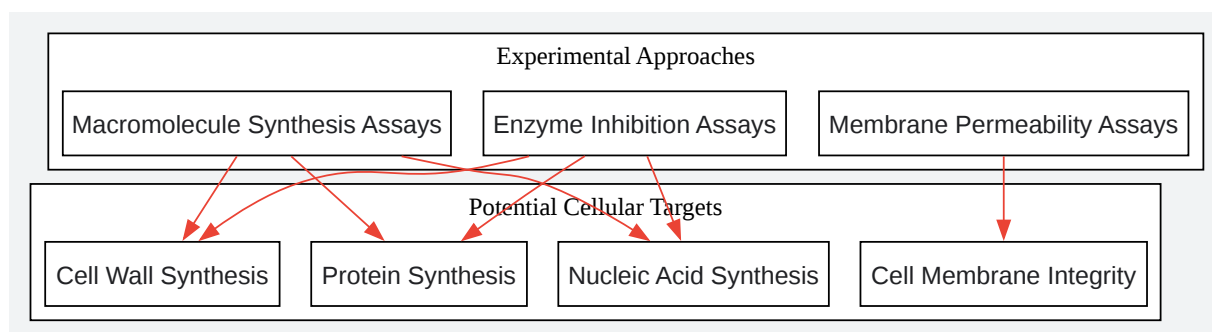 Experimental Approaches
Macromolecule Synthesis Assays
Enzyme Inhibition Assays
Membrane Permeability Assays
Potential Cellular Targets
Cell Wall Synthesis
Protein Synthesis
Nucleic Acid Synthesis
Cell Membrane Integrity